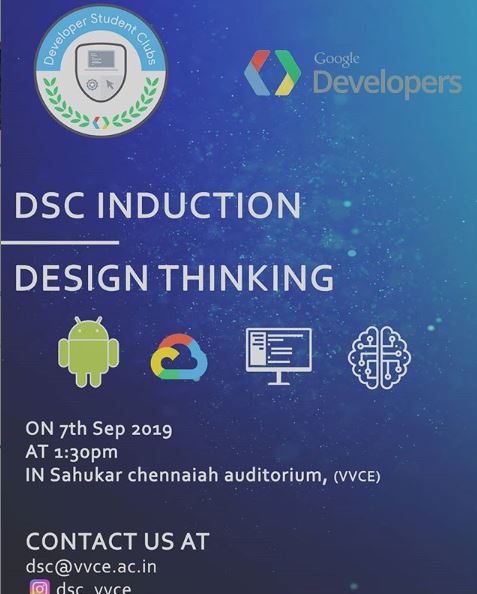 Developer Student Clubs
Google
Developers
DSC INDUCTION
DESIGN THINKING
ON 7th Sep 2019
AT 1:30pm
IN Sahukar chennaiah auditorium, (VVCE)
CONTACT US AT
dsc@vvce.ac.in
dsc_vvce